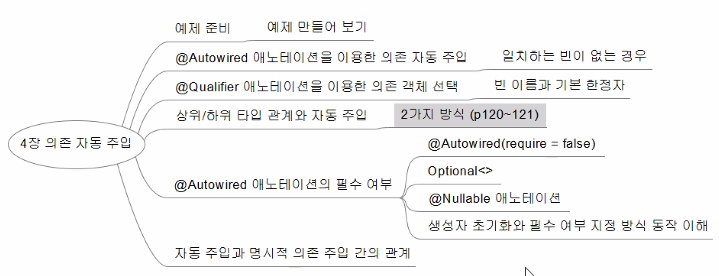 예제 준비
예제 만들어 보기
@Autowired 애노테이션을 이용한 의존 자동 주입
일치하는 빈이 없는 경우
@Qualifier 애노테이션을 이용한 의존 객체 선택
빈 이름과 기본 한정자
상위/하위 타입 관계와 자동 주입
2가지 방식 (p120~121)
4장 의존 자동 주입
@Autowired 애노테이션의 필수 여부
@Autowired(require = false)
Optional<>
@Nullable 애노테이션
생성자 초기화와 필수 여부 지정 방식 동작 이해
자동 주입과 명시적 의존 주입 간의 관계